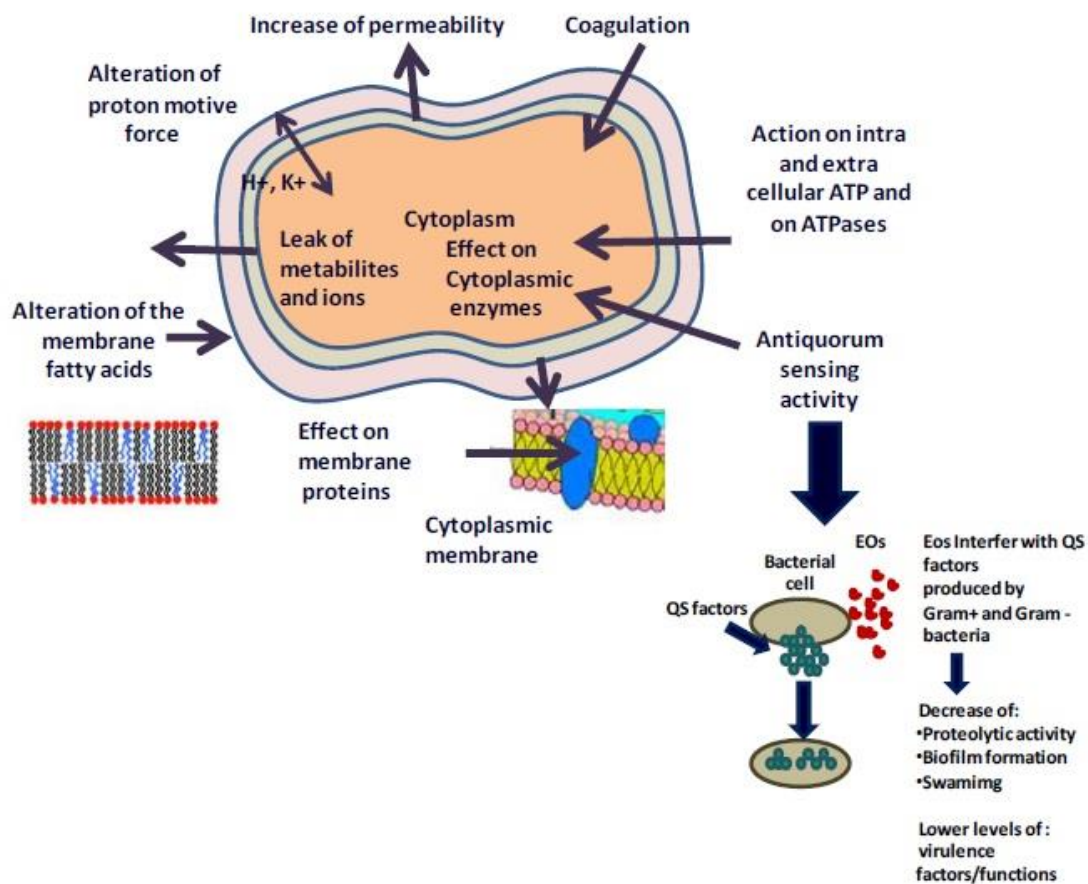 Increase of permeability
Coagulation
Alteration of
proton motive
force
H+, K+
Action on intra
and extra
cellular ATP and
on ATPases
Cytoplasm
Effect on
Cytoplasmic
enzymes
Leak of
metabilites
and ions
Alteration of the
membrane
fatty acids
Antiquorum
sensing
activity
Effect on
membrane
proteins
Cytoplasmic
membrane
EOs
Bacterial
cell
QS factors
Eos Interfer with QS
factors
produced by
Gram+ and Gram -
bacteria
Decrease of:
•Proteolytic activity
•Biofilm formation
•Swamimg
Lower levels of :
virulence
factors/functions